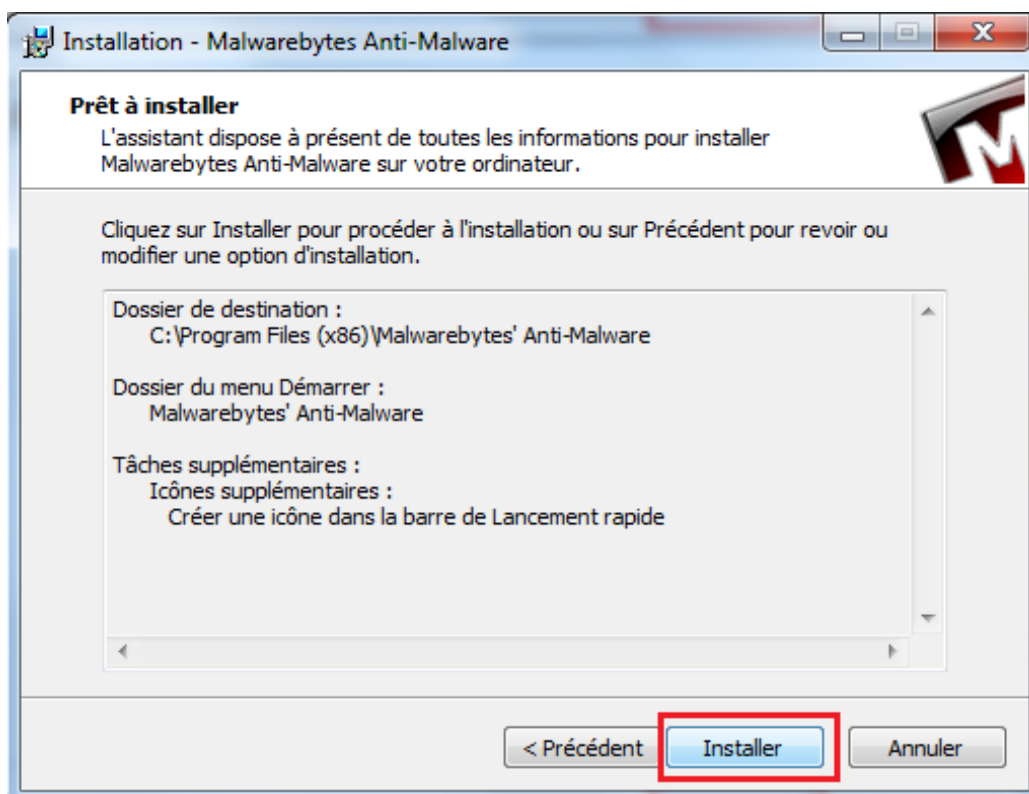 Installation - Malwarebytes Anti-Malware
Prêt à installer
L'assistant dispose à présent de toutes les informations pour installer
Malwarebytes Anti-Malware sur votre ordinateur.
Cliquez sur Installer pour procéder à l'installation ou sur Précédent pour revoir ou
modifier une option d'installation.
Dossier de destination :
C:\Program Files (x86)\Malwarebytes' Anti-Malware
Dossier du menu Démarrer :
Malwarebytes' Anti-Malware
Tâches supplémentaires :
Icônes supplémentaires :
Créer une icône dans la barre de Lancement rapide
< Précédent Installer Annuler